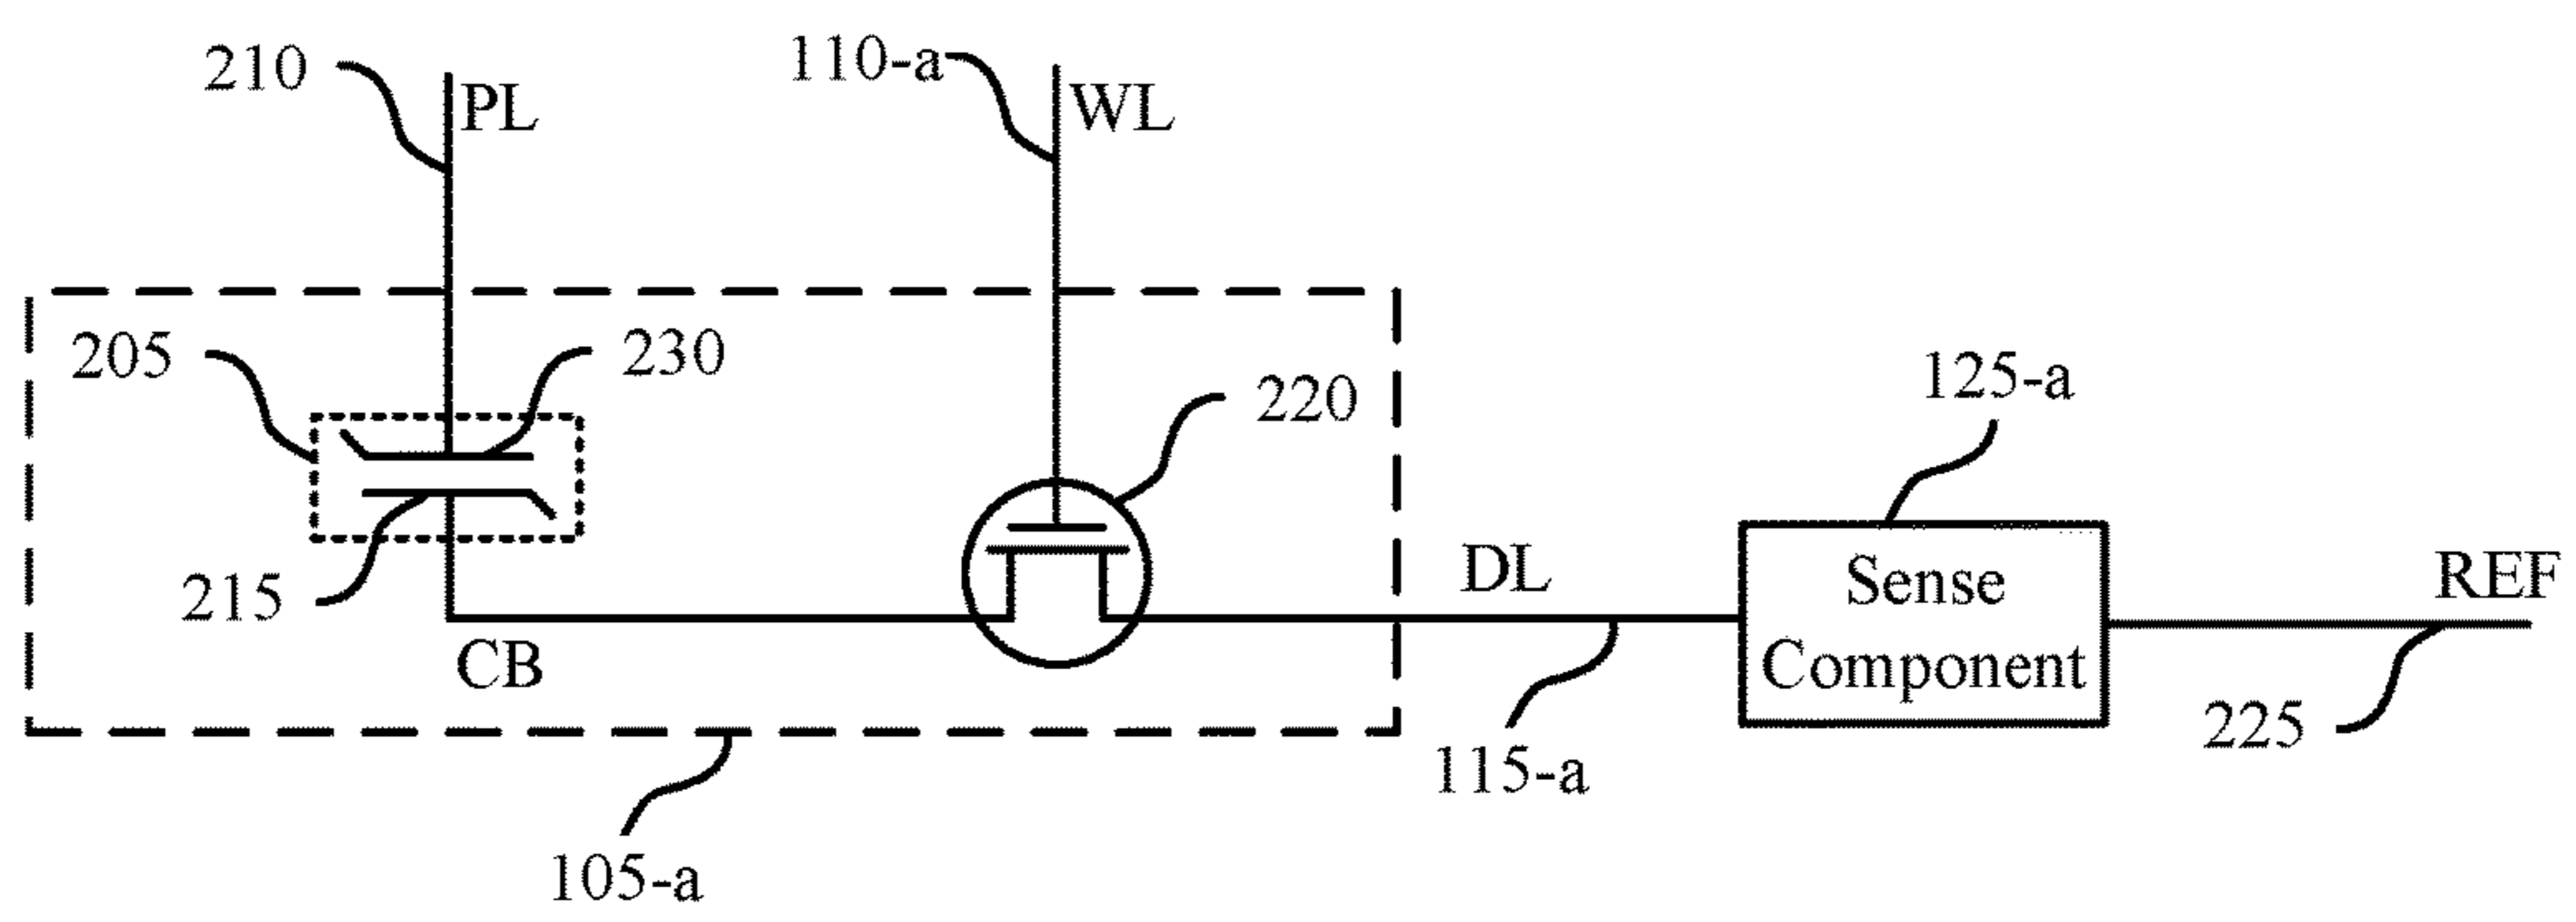 210
PL
110-a
WL
205
230
220
125-a
215
CB
DL
Sense
Component
REF
225
115-a
105-a